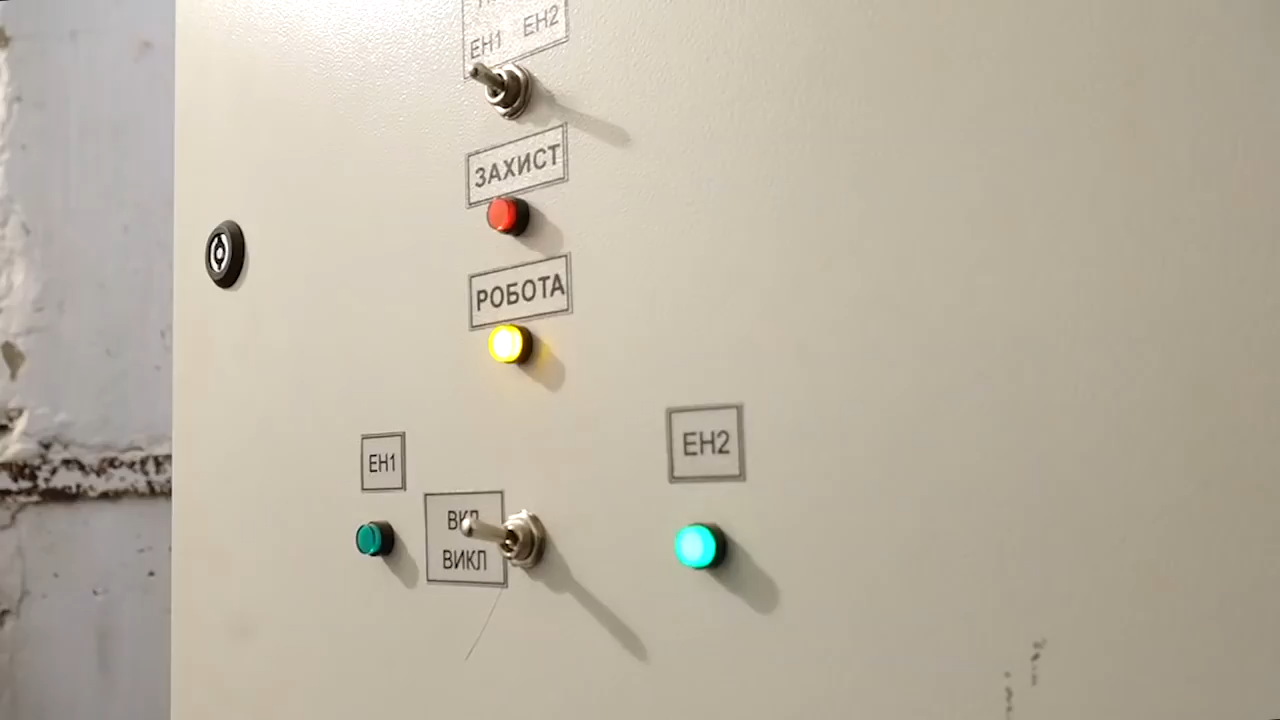 ЕН1 ЕН2
ЗАХИСТ
РОБОТА
ЕН1
ЕН2
ВКЛ
ВИКЛ